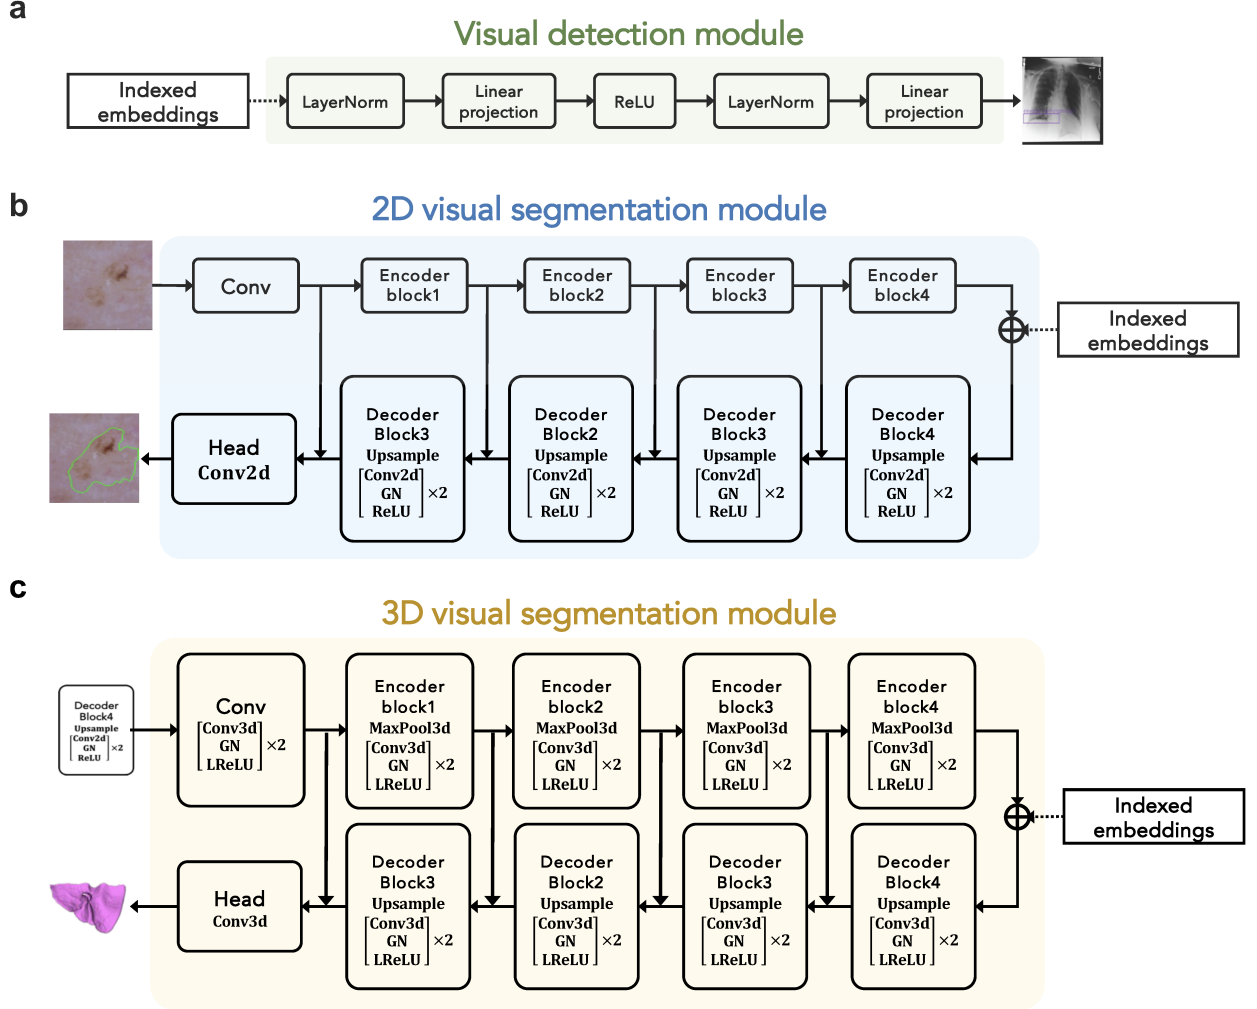 a
Visual detection module
Indexed
embeddings
LayerNorm
Linear
projection
ReLU
LayerNorm
Linear
projection
b
2D visual segmentation module
Conv
Encoder
block1
Encoder
block2
Encoder
block3
Encoder
block4
Indexed
embeddings
Head
Conv2d
Decoder
Block3
Upsample
[Conv2d
GN
ReLU] ×2
Decoder
Block2
Upsample
[Conv2d
GN
ReLU] ×2
Decoder
Block3
Upsample
[Conv2d
GN
ReLU] ×2
Decoder
Block4
Upsample
[Conv2d
GN
ReLU] ×2
c
3D visual segmentation module
Decoder
Block4
Upsample
[Conv2d
GN
ReLU] ×2
Conv
[Conv3d
GN
LReLU] ×2
Encoder
block1
MaxPool3d
[Conv3d
GN
LReLU] ×2
Encoder
block2
MaxPool3d
[Conv3d
GN
LReLU] ×2
Encoder
block3
MaxPool3d
[Conv3d
GN
LReLU] ×2
Encoder
block4
MaxPool3d
[Conv3d
GN
LReLU] ×2
Indexed
embeddings
Head
Conv3d
Decoder
Block3
Upsample
[Conv3d
GN
LReLU] ×2
Decoder
Block2
Upsample
[Conv3d
GN
LReLU] ×2
Decoder
Block3
Upsample
[Conv3d
GN
LReLU] ×2
Decoder
Block4
Upsample
[Conv3d
GN
LReLU] ×2